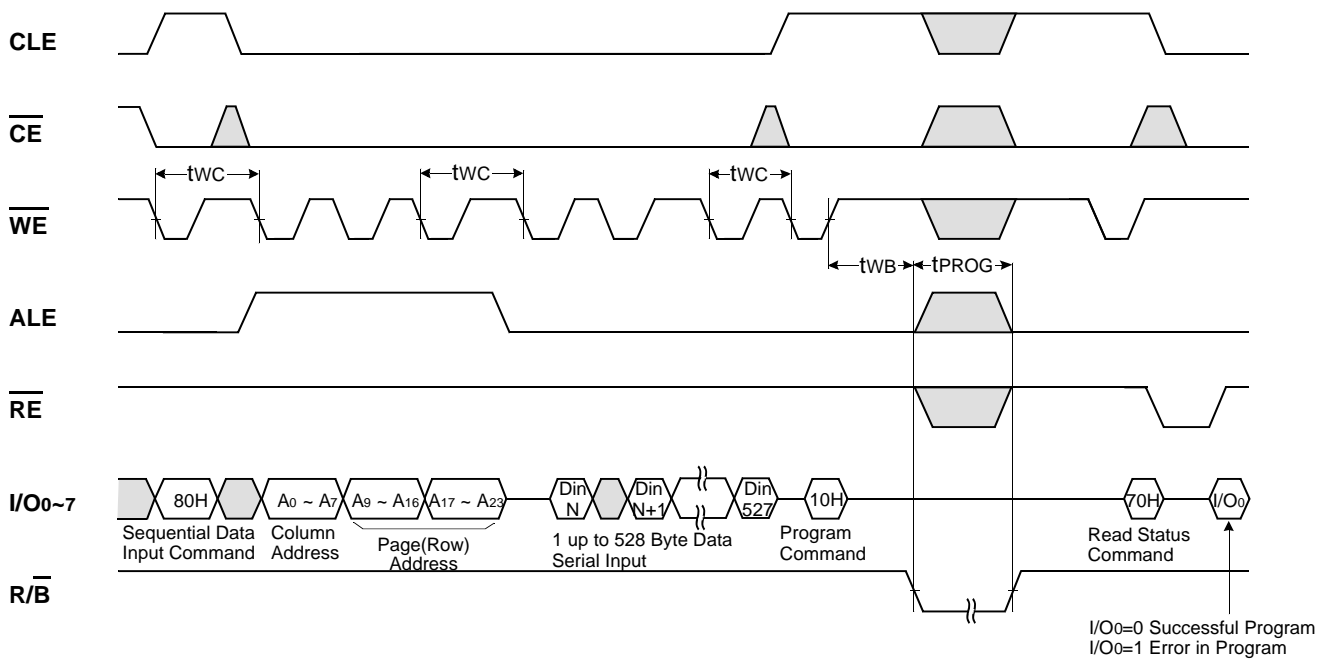 CLE
CE
tWC
tWC
tWC
WE
tWB
tPROG
ALE
RE
I/O0~7
80H
A0 ~ A7
A9 ~ A16
A17 ~ A23
Din
N
Din
N+1
Din
527
10H
70H
I/O0
Sequential Data
Input Command
Column
Address
Page(Row)
Address
1 up to 528 Byte Data
Serial Input
Program
Command
Read Status
Command
R/B
I/O0=0 Successful Program
I/O0=1 Error in Program